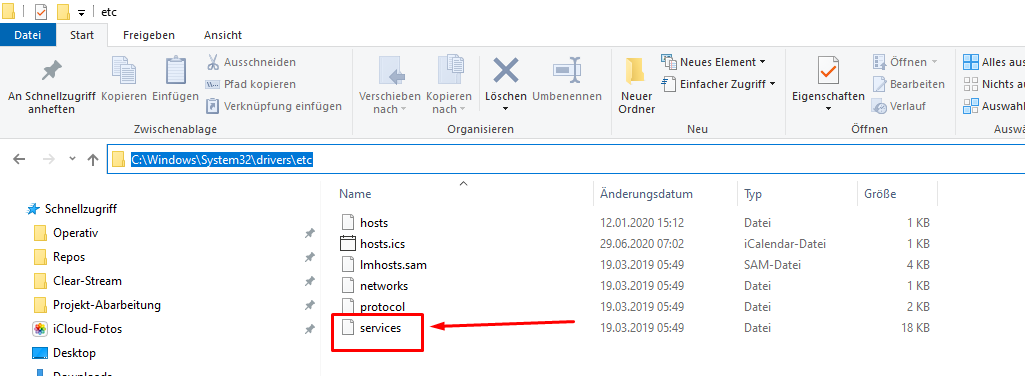 etc
Datei Start Freigeben Ansicht
An Schnellzugriff anheften
Kopieren
Einfügen
Ausschneiden
Pfad kopieren
Verknüpfung einfügen
Zwischenablage
Verschieben nach
Kopieren nach
Löschen
Umbenennen
Organisieren
Neuer Ordner
Neues Element
Einfacher Zugriff
Neu
Eigenschaften
Öffnen
Bearbeiten
Verlauf
Öffnen
Alles aus
Nichts au
Auswahl
Auswä
C:\Windows\System32\drivers\etc
Schnellzugriff
Operativ
Repos
Clear-Stream
Projekt-Abarbeitung
iCloud-Fotos
Desktop
Name Änderungsdatum Typ Größe
hosts 12.01.2020 15:12 Datei 1 KB
hosts.ics 29.06.2020 07:02 iCalendar-Datei 1 KB
lmhosts.sam 19.03.2019 05:49 SAM-Datei 4 KB
networks 19.03.2019 05:49 Datei 1 KB
protocol 19.03.2019 05:49 Datei 2 KB
services 19.03.2019 05:49 Datei 18 KB